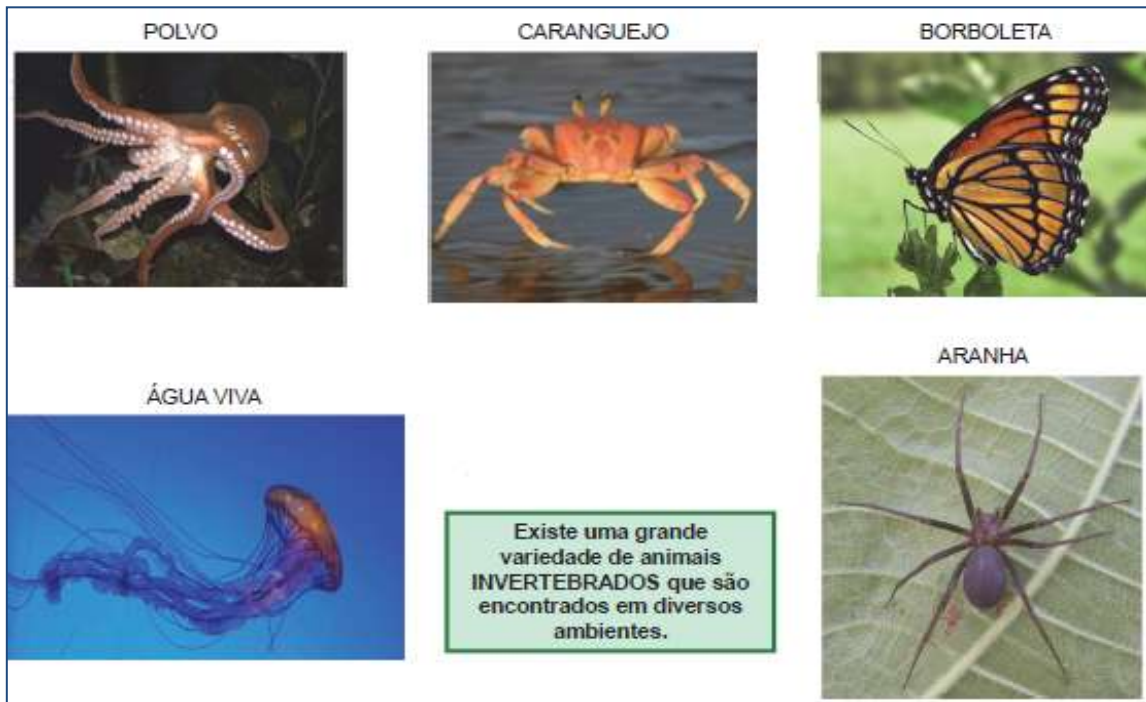 POLVO
CARANGUEJO
BORBOLETA
ÁGUA VIVA
ARANHA
Existe uma grande
variedade de animais
INVERTEBRADOS que são
encontrados em diversos
ambientes.